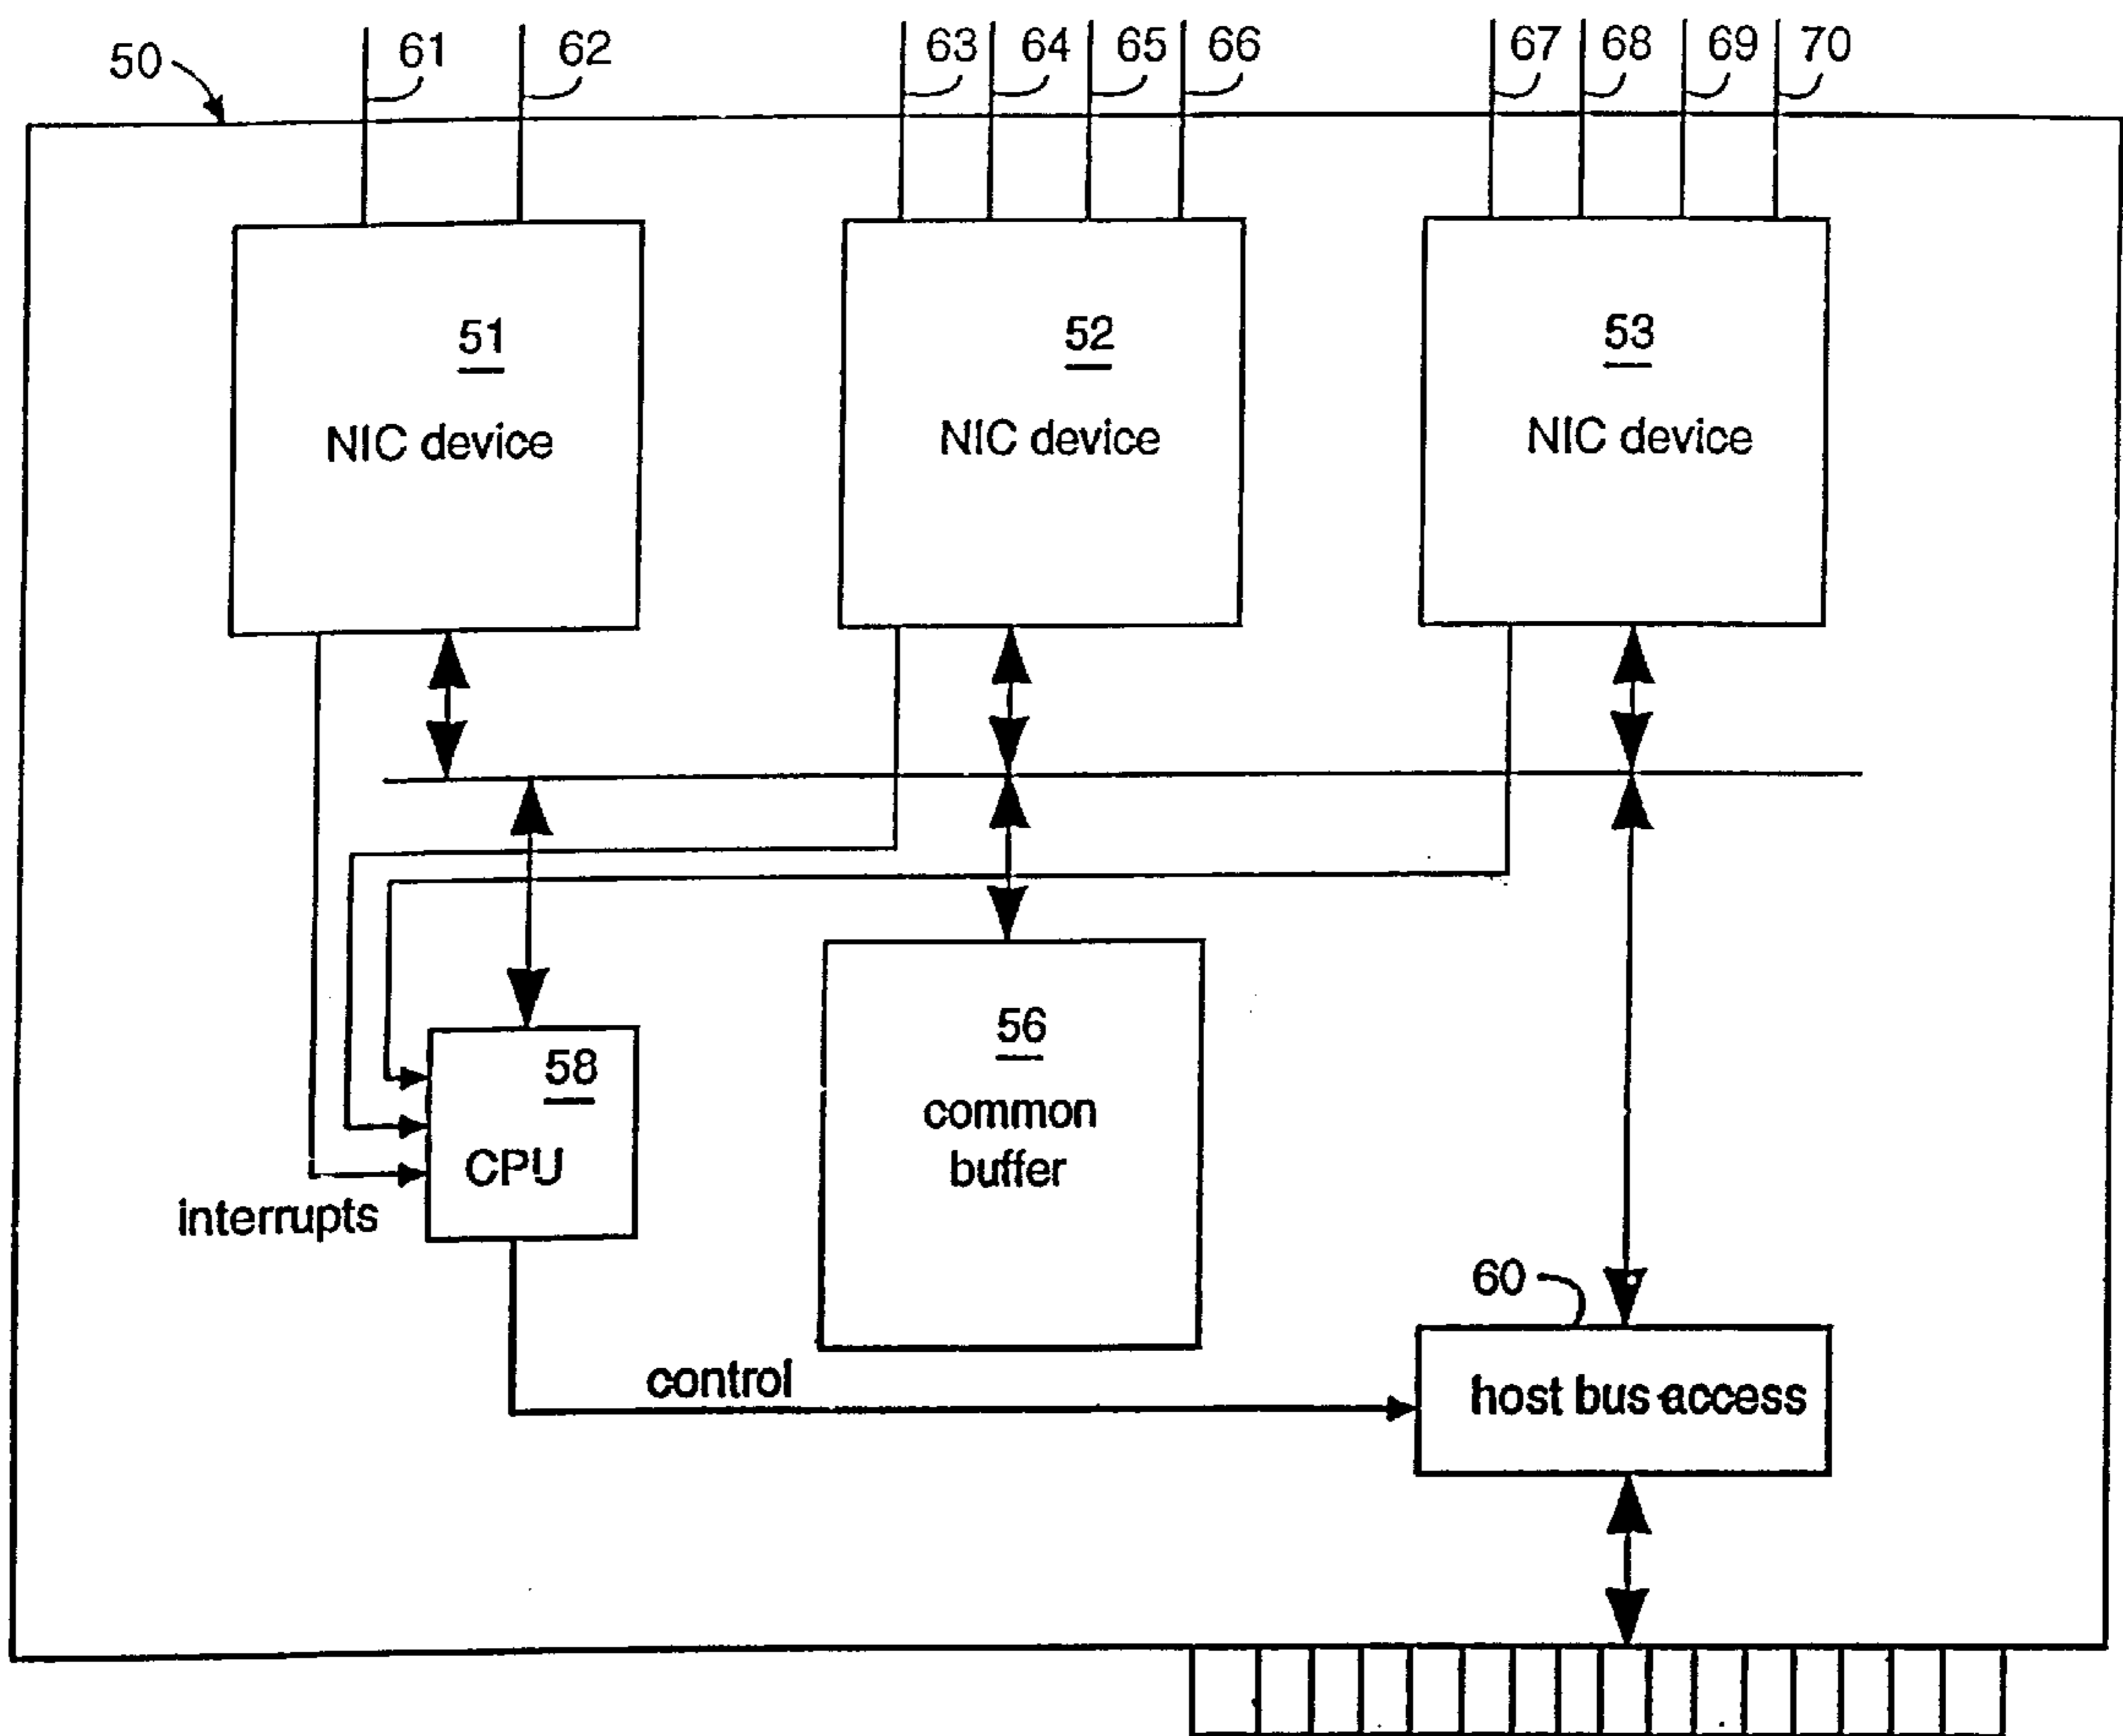 50
61
62
63
64
65
66
67
68
69
70
51
NIC device
52
NIC device
53
NIC device
58
CPU
interrupts
56
common
buffer
control
60
host bus access